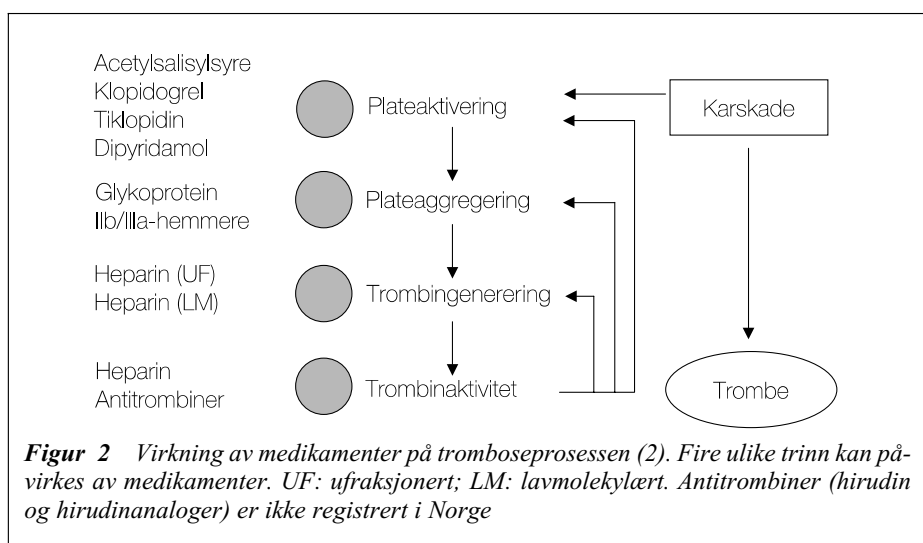 Acetylsalisylsyre
Klopidogrel
Tiklopidin
Dipyridamol
Plateaktivering
Karskade
Glykoprotein
IIb/IIIa-hemmere
Plateaggregering
Heparin (UF)
Heparin (LM)
Trombingenerering
Heparin
Antitrombiner
Trombinaktivitet
Trombe
Figur 2 Virkning av medikamenter på tromboseprosessen (2). Fire ulike trinn kan på-
virkes av medikamenter. UF: ufraksjonert; LM: lavmolekylært. Antitrombiner (hirudin
og hirudinanaloger) er ikke registrert i Norge